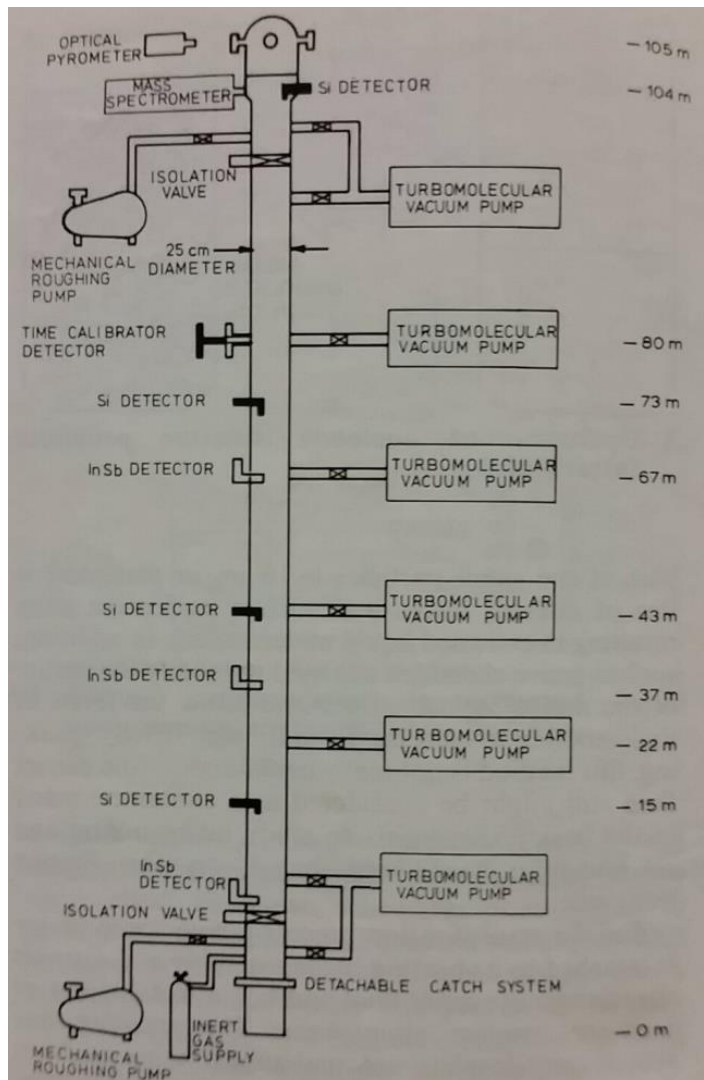 OPTICAL
PYROMETER
— 105 m
MASS
SPECTROMETER
Si DETECTOR
— 104 m
ISOLATION
VALVE
TURBOMOLECULAR
VACUUM PUMP
MECHANICAL
ROUGHING
PUMP
25 cm
DIAMETER
TIME CALIBRATOR
DETECTOR
TURBOMOLECULAR
VACUUM PUMP
— 80 m
Si DETECTOR
— 73 m
InSb DETECTOR
TURBOMOLECULAR
VACUUM PUMP
— 67 m
Si DETECTOR
TURBOMOLECULAR
VACUUM PUMP
— 43 m
InSb DETECTOR
— 37 m
TURBOMOLECULAR
VACUUM PUMP
— 22 m
Si DETECTOR
— 15 m
InSb
DETECTOR
TURBOMOLECULAR
VACUUM PUMP
ISOLATION VALVE
DETACHABLE CATCH SYSTEM
INERT
GAS
SUPPLY
— 0 m
MECHANICAL
ROUGHING PUMP